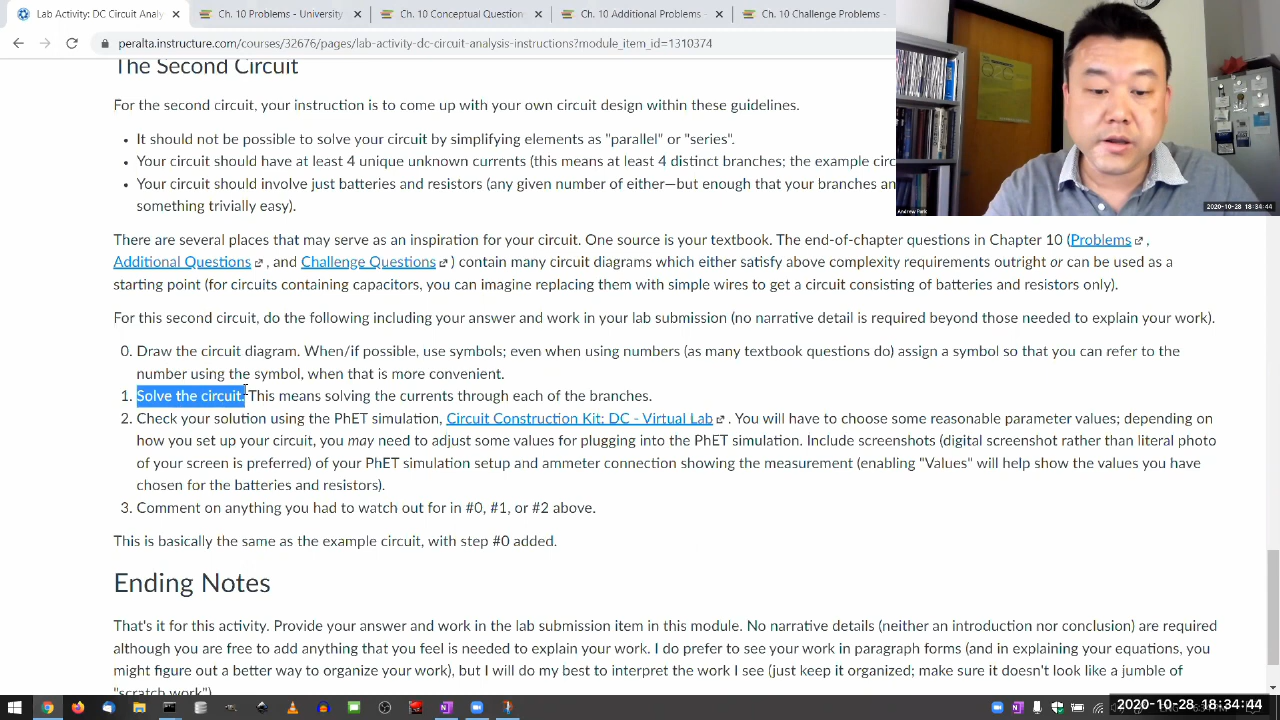 Lab Activity: DC Circuit Analy
Ch. 10 Problems - University
Ch. 10 Conceptual Question
Ch. 10 Additional Problems -
Ch. 10 Challenge Problems -
peralta.instructure.com/courses/32676/pages/lab-activity-dc-circuit-analysis-instructions?module_item_id=1310374
The Second Circuit
For the second circuit, your instruction is to come up with your own circuit design within these guidelines.
• It should not be possible to solve your circuit by simplifying elements as "parallel" or "series".
• Your circuit should have at least 4 unique unknown currents (this means at least 4 distinct branches; the example circ
• Your circuit should involve just batteries and resistors (any given number of either—but enough that your branches an
something trivially easy).
There are several places that may serve as an inspiration for your circuit. One source is your textbook. The end-of-chapter questions in Chapter 10 (Problems ,
Additional Questions , and Challenge Questions ) contain many circuit diagrams which either satisfy above complexity requirements outright or can be used as a
starting point (for circuits containing capacitors, you can imagine replacing them with simple wires to get a circuit consisting of batteries and resistors only).
For this second circuit, do the following including your answer and work in your lab submission (no narrative detail is required beyond those needed to explain your work).
0. Draw the circuit diagram. When/if possible, use symbols; even when using numbers (as many textbook questions do) assign a symbol so that you can refer to the
number using the symbol, when that is more convenient.
1. Solve the circuit. This means solving the currents through each of the branches.
2. Check your solution using the PhET simulation, Circuit Construction Kit: DC - Virtual Lab . You will have to choose some reasonable parameter values; depending on
how you set up your circuit, you may need to adjust some values for plugging into the PhET simulation. Include screenshots (digital screenshot rather than literal photo
of your screen is preferred) of your PhET simulation setup and ammeter connection showing the measurement (enabling "Values" will help show the values you have
chosen for the batteries and resistors).
3. Comment on anything you had to watch out for in #0, #1, or #2 above.
This is basically the same as the example circuit, with step #0 added.
Ending Notes
That's it for this activity. Provide your answer and work in the lab submission item in this module. No narrative details (neither an introduction nor conclusion) are required
although you are free to add anything that you feel is needed to explain your work. I do prefer to see your work in paragraph forms (and in explaining your equations, you
might figure out a better way to organize your work), but I will do my best to interpret the work I see (just keep it organized; make sure it doesn't look like a jumble of
"scratch work").
Andrew Park
2020-10-28 18:34:44
2020-10-28 18:34:44